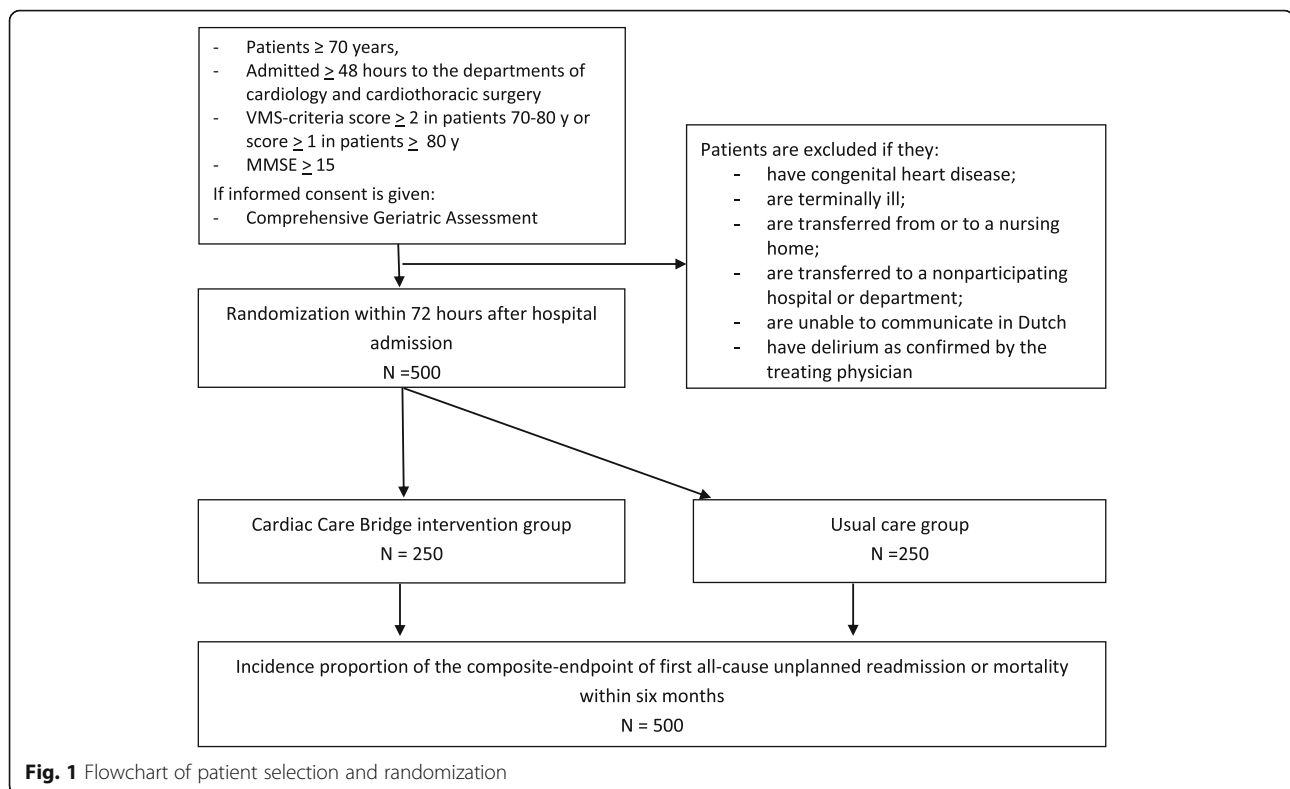 - Patients ≥ 70 years,
- Admitted ≥ 48 hours to the departments of
cardiology and cardiothoracic surgery
- VMS-criteria score ≥ 2 in patients 70-80 y or
score ≥ 1 in patients ≥ 80 y
- MMSE ≥ 15
If informed consent is given:
- Comprehensive Geriatric Assessment
Patients are excluded if they:
- have congenital heart disease;
- are terminally ill;
- are transferred from or to a nursing
home;
- are transferred to a nonparticipating
hospital or department;
- are unable to communicate in Dutch
- have delirium as confirmed by the
treating physician
Randomization within 72 hours after hospital
admission
N =500
Cardiac Care Bridge intervention group
N = 250
Usual care group
N =250
Incidence proportion of the composite-endpoint of first all-cause unplanned readmission or mortality
within six months
N = 500
Fig. 1 Flowchart of patient selection and randomization